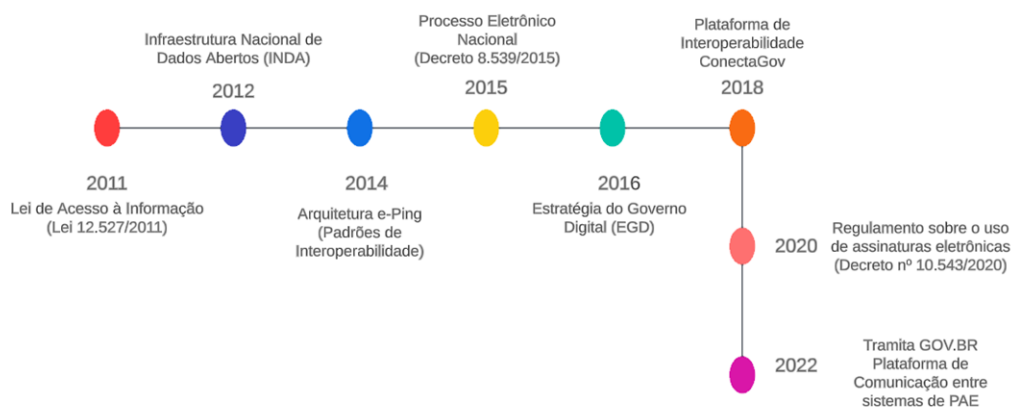 Infraestrutura Nacional de
Dados Abertos (INDA)
2012
Processo Eletrônico
Nacional
(Decreto 8.539/2015)
2015
Plataforma de
Interoperabilidade
ConectaGov
2018
2011
Lei de Acesso à Informação
(Lei 12.527/2011)
2014
Arquitetura e-Ping
(Padrões de
Interoperabilidade)
2016
Estratégia do Governo
Digital (EGD)
2020
Regulamento sobre o uso
de assinaturas eletrônicas
(Decreto nº 10.543/2020)
2022
Tramita GOV.BR
Plataforma de
Comunicação entre
sistemas de PAE